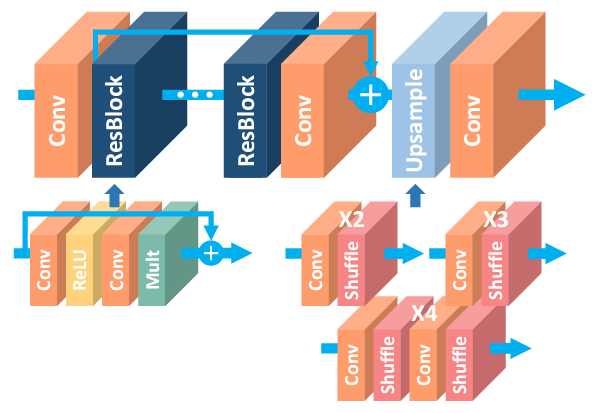 Conv
ResBlock
ResBlock
Conv
Upsample
Conv
Conv
ReLU
Conv
Mult
X2
Conv
Shuffle
X3
Conv
Shuffle
X4
Conv
Shuffle
Conv
Shuffle